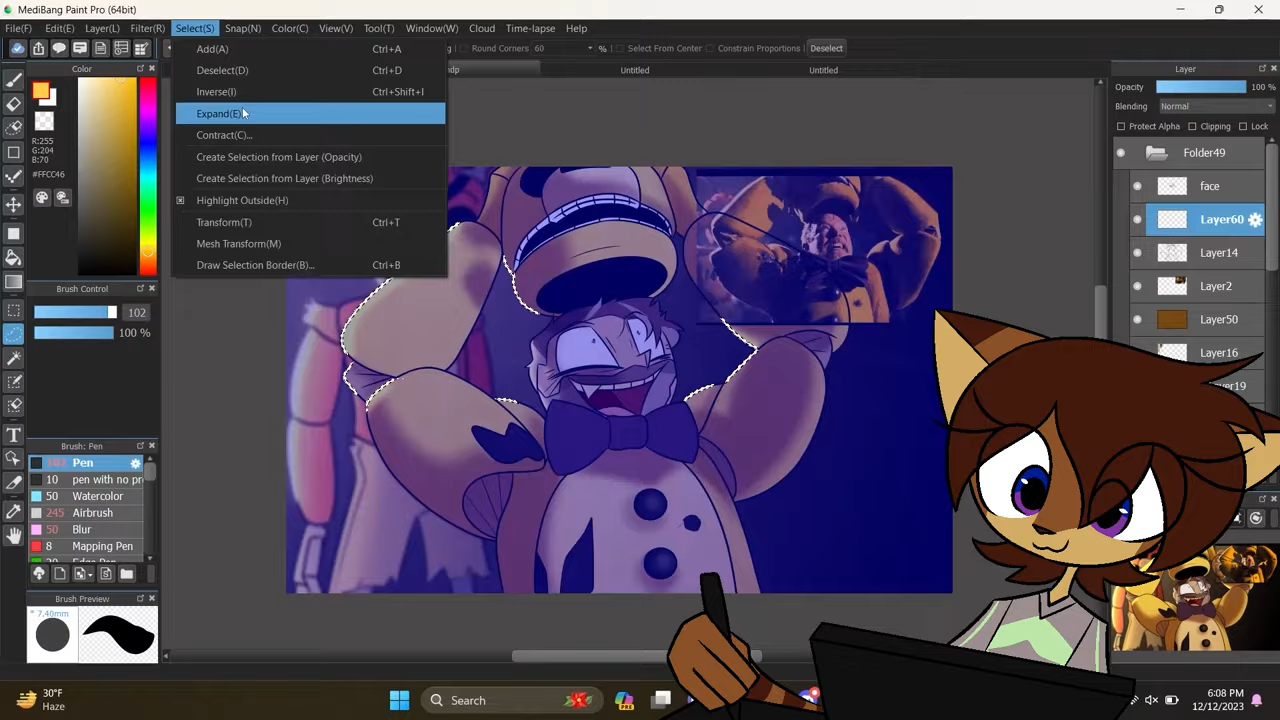 MediBang Paint Pro (64bit)
File(F) Edit(E) Layer(L) Filter(R) Select(S) Snap(N) Color(C) View(V) Tool(T) Window(W) Cloud Time-lapse Help
Round Corners 60 % Select From Center Constrain Proportions Deselect
Color
Untitled
Untitled
Add(A) Ctrl+A
Deselect(D) Ctrl+D
Inverse(I) Ctrl+Shift+I
Expand(E)
Contract(C)...
Create Selection from Layer (Opacity)
Create Selection from Layer (Brightness)
Highlight Outside(H)
Transform(T) Ctrl+T
Mesh Transform(M)
Draw Selection Border(B)... Ctrl+B
R:255
G:204
B:70
#FFCC46
Brush Control
102
100 %
Brush: Pen
102 Pen
10 pen with no pr
50 Watercolor
245 Airbrush
50 Blur
8 Mapping Pen
Brush Preview
* 7.40mm
Layer
Opacity 100 %
Blending Normal
Protect Alpha Clipping Lock
Folder49
face
Layer60
Layer14
Layer2
Layer50
Layer16
30°F
Haze
Search
PRE
6:08 PM
12/12/2023